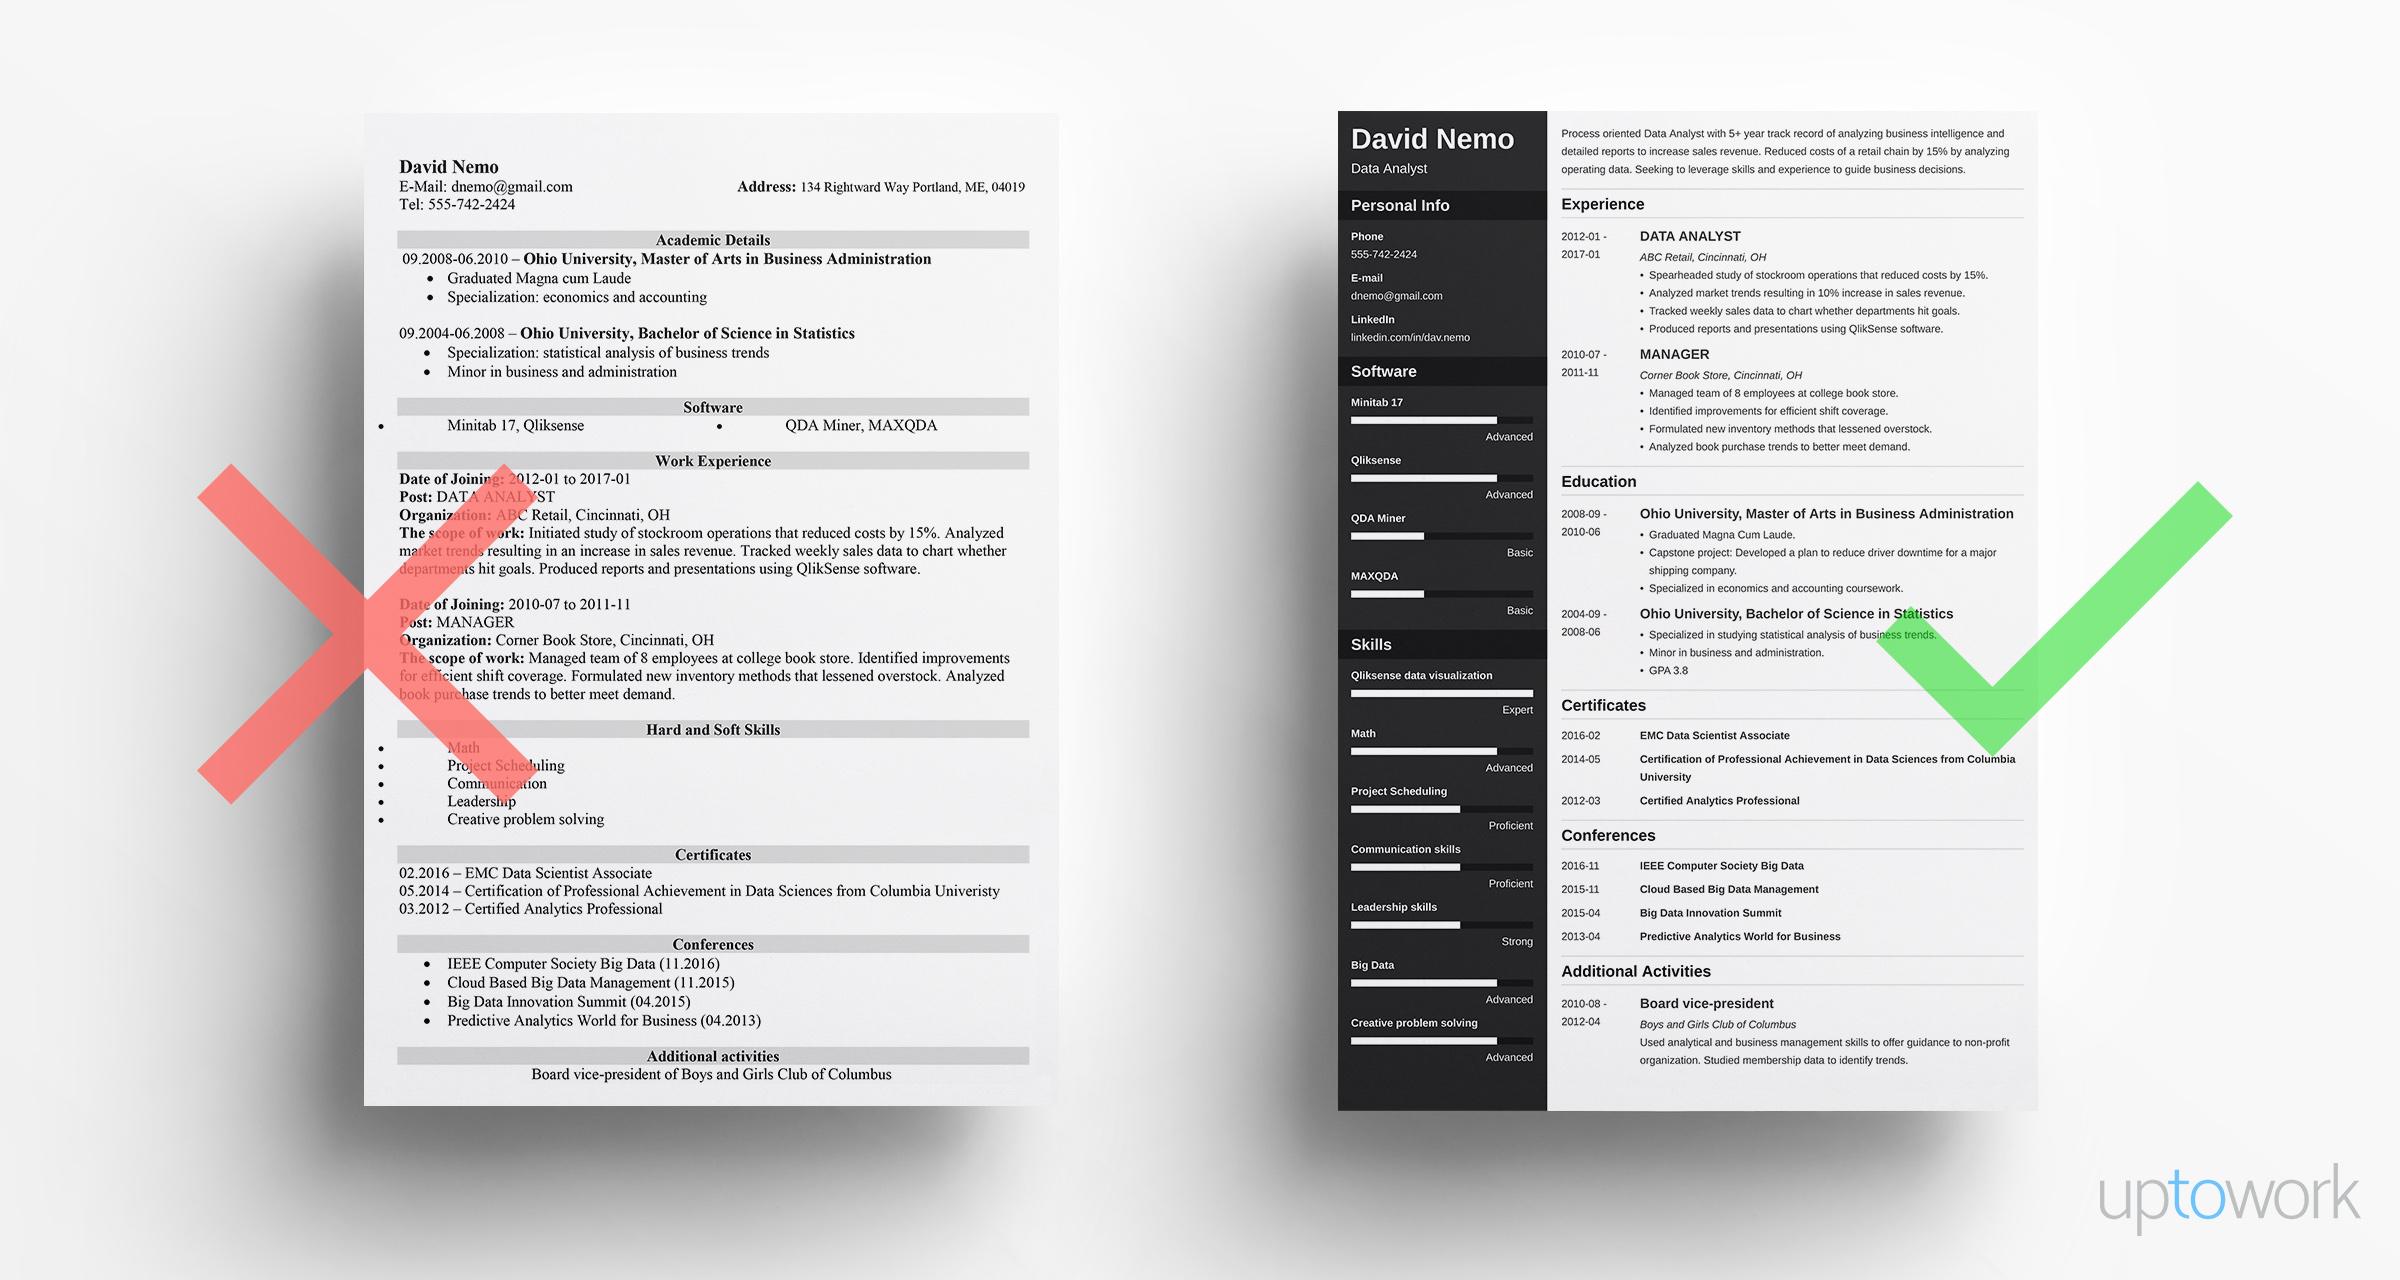 David Nemo
E-Mail: dnemo@gmail.com
Address: 134 Rightward Way Portland, ME, 04019
Tel: 555-742-2424
Academic Details
09.2008-06.2010 – Ohio University, Master of Arts in Business Administration
• Graduated Magna cum Laude
• Specialization: economics and accounting
09.2004-06.2008 – Ohio University, Bachelor of Science in Statistics
• Specialization: statistical analysis of business trends
• Minor in business and administration
Software
• Minitab 17, Qliksense
• QDA Miner, MAXQDA
Work Experience
Date of Joining: 2012-01 to 2017-01
Post: DATA ANALYST
Organization: ABC Retail, Cincinnati, OH
The scope of work: Initiated study of stockroom operations that reduced costs by 15%. Analyzed
market trends resulting in an increase in sales revenue. Tracked weekly sales data to chart whether
departments hit goals. Produced reports and presentations using QlikSense software.
Date of Joining: 2010-07 to 2011-11
Post: MANAGER
Organization: Corner Book Store, Cincinnati, OH
The scope of work: Managed team of 8 employees at college book store. Identified improvements
for efficient shift coverage. Formulated new inventory methods that lessened overstock. Analyzed
book purchase trends to better meet demand.
Hard and Soft Skills
• Math
• Project Scheduling
• Communication
• Leadership
• Creative problem solving
Certificates
02.2016 – EMC Data Scientist Associate
05.2014 – Certification of Professional Achievement in Data Sciences from Columbia Univeristy
03.2012 – Certified Analytics Professional
Conferences
• IEEE Computer Society Big Data (11.2016)
• Cloud Based Big Data Management (11.2015)
• Big Data Innovation Summit (04.2015)
• Predictive Analytics World for Business (04.2013)
Additional activities
Board vice-president of Boys and Girls Club of Columbus
David Nemo
Data Analyst
Personal Info
Phone
555-742-2424
E-mail
dnemo@gmail.com
LinkedIn
linkedin.com/in/dav.nemo
Software
Minitab 17
Advanced
Qliksense
Advanced
QDA Miner
Basic
MAXQDA
Basic
Skills
Qliksense data visualization
Expert
Math
Advanced
Project Scheduling
Proficient
Communication skills
Proficient
Leadership skills
Strong
Big Data
Advanced
Creative problem solving
Advanced
Process oriented Data Analyst with 5+ year track record of analyzing business intelligence and
detailed reports to increase sales revenue. Reduced costs of a retail chain by 15% by analyzing
operating data. Seeking to leverage skills and experience to guide business decisions.
Experience
2012-01 -
2017-01
DATA ANALYST
ABC Retail, Cincinnati, OH
• Spearheaded study of stockroom operations that reduced costs by 15%.
• Analyzed market trends resulting in 10% increase in sales revenue.
• Tracked weekly sales data to chart whether departments hit goals.
• Produced reports and presentations using QlikSense software.
2010-07 -
2011-11
MANAGER
Corner Book Store, Cincinnati, OH
• Managed team of 8 employees at college book store.
• Identified improvements for efficient shift coverage.
• Formulated new inventory methods that lessened overstock.
• Analyzed book purchase trends to better meet demand.
Education
2008-09 -
2010-06
Ohio University, Master of Arts in Business Administration
• Graduated Magna Cum Laude.
• Capstone project: Developed a plan to reduce driver downtime for a major
shipping company.
• Specialized in economics and accounting coursework.
2004-09 -
2008-06
Ohio University, Bachelor of Science in Statistics
• Specialized in studying statistical analysis of business trends.
• Minor in business and administration.
• GPA 3.8
Certificates
2016-02 EMC Data Scientist Associate
2014-05 Certification of Professional Achievement in Data Sciences from Columbia
University
2012-03 Certified Analytics Professional
Conferences
2016-11 IEEE Computer Society Big Data
2015-11 Cloud Based Big Data Management
2015-04 Big Data Innovation Summit
2013-04 Predictive Analytics World for Business
Additional Activities
2010-08 -
2012-04
Board vice-president
Boys and Girls Club of Columbus
Used analytical and business management skills to offer guidance to non-profit
organization. Studied membership data to identify trends.
uptowork